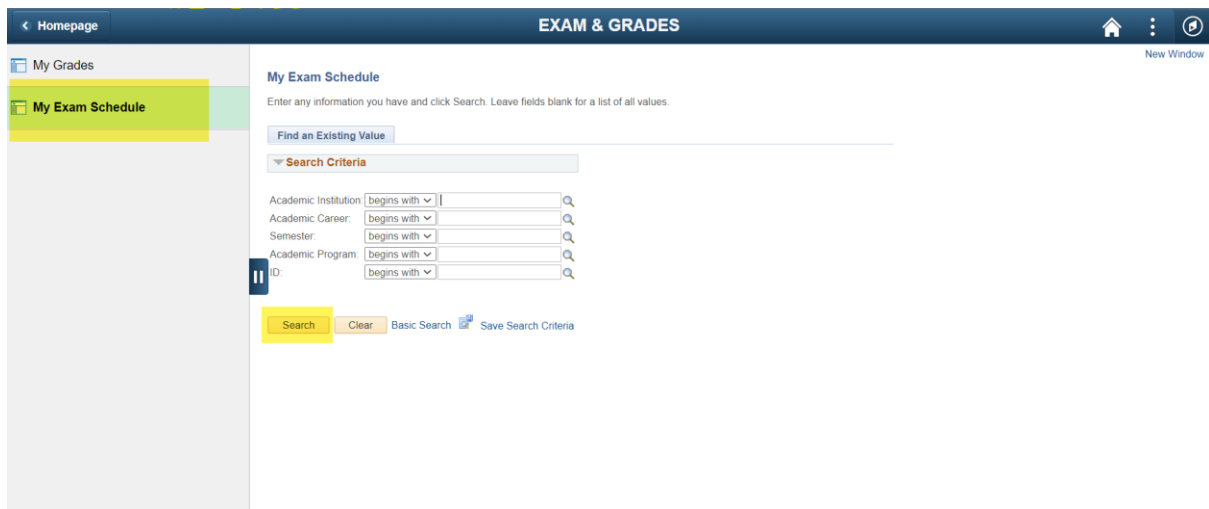 Homepage
EXAM & GRADES
New Window
My Grades
My Exam Schedule
My Exam Schedule
Enter any information you have and click Search. Leave fields blank for a list of all values.
Find an Existing Value
Search Criteria
Academic Institution: begins with
Academic Career: begins with
Semester: begins with
Academic Program: begins with
ID: begins with
Search Clear Basic Search Save Search Criteria